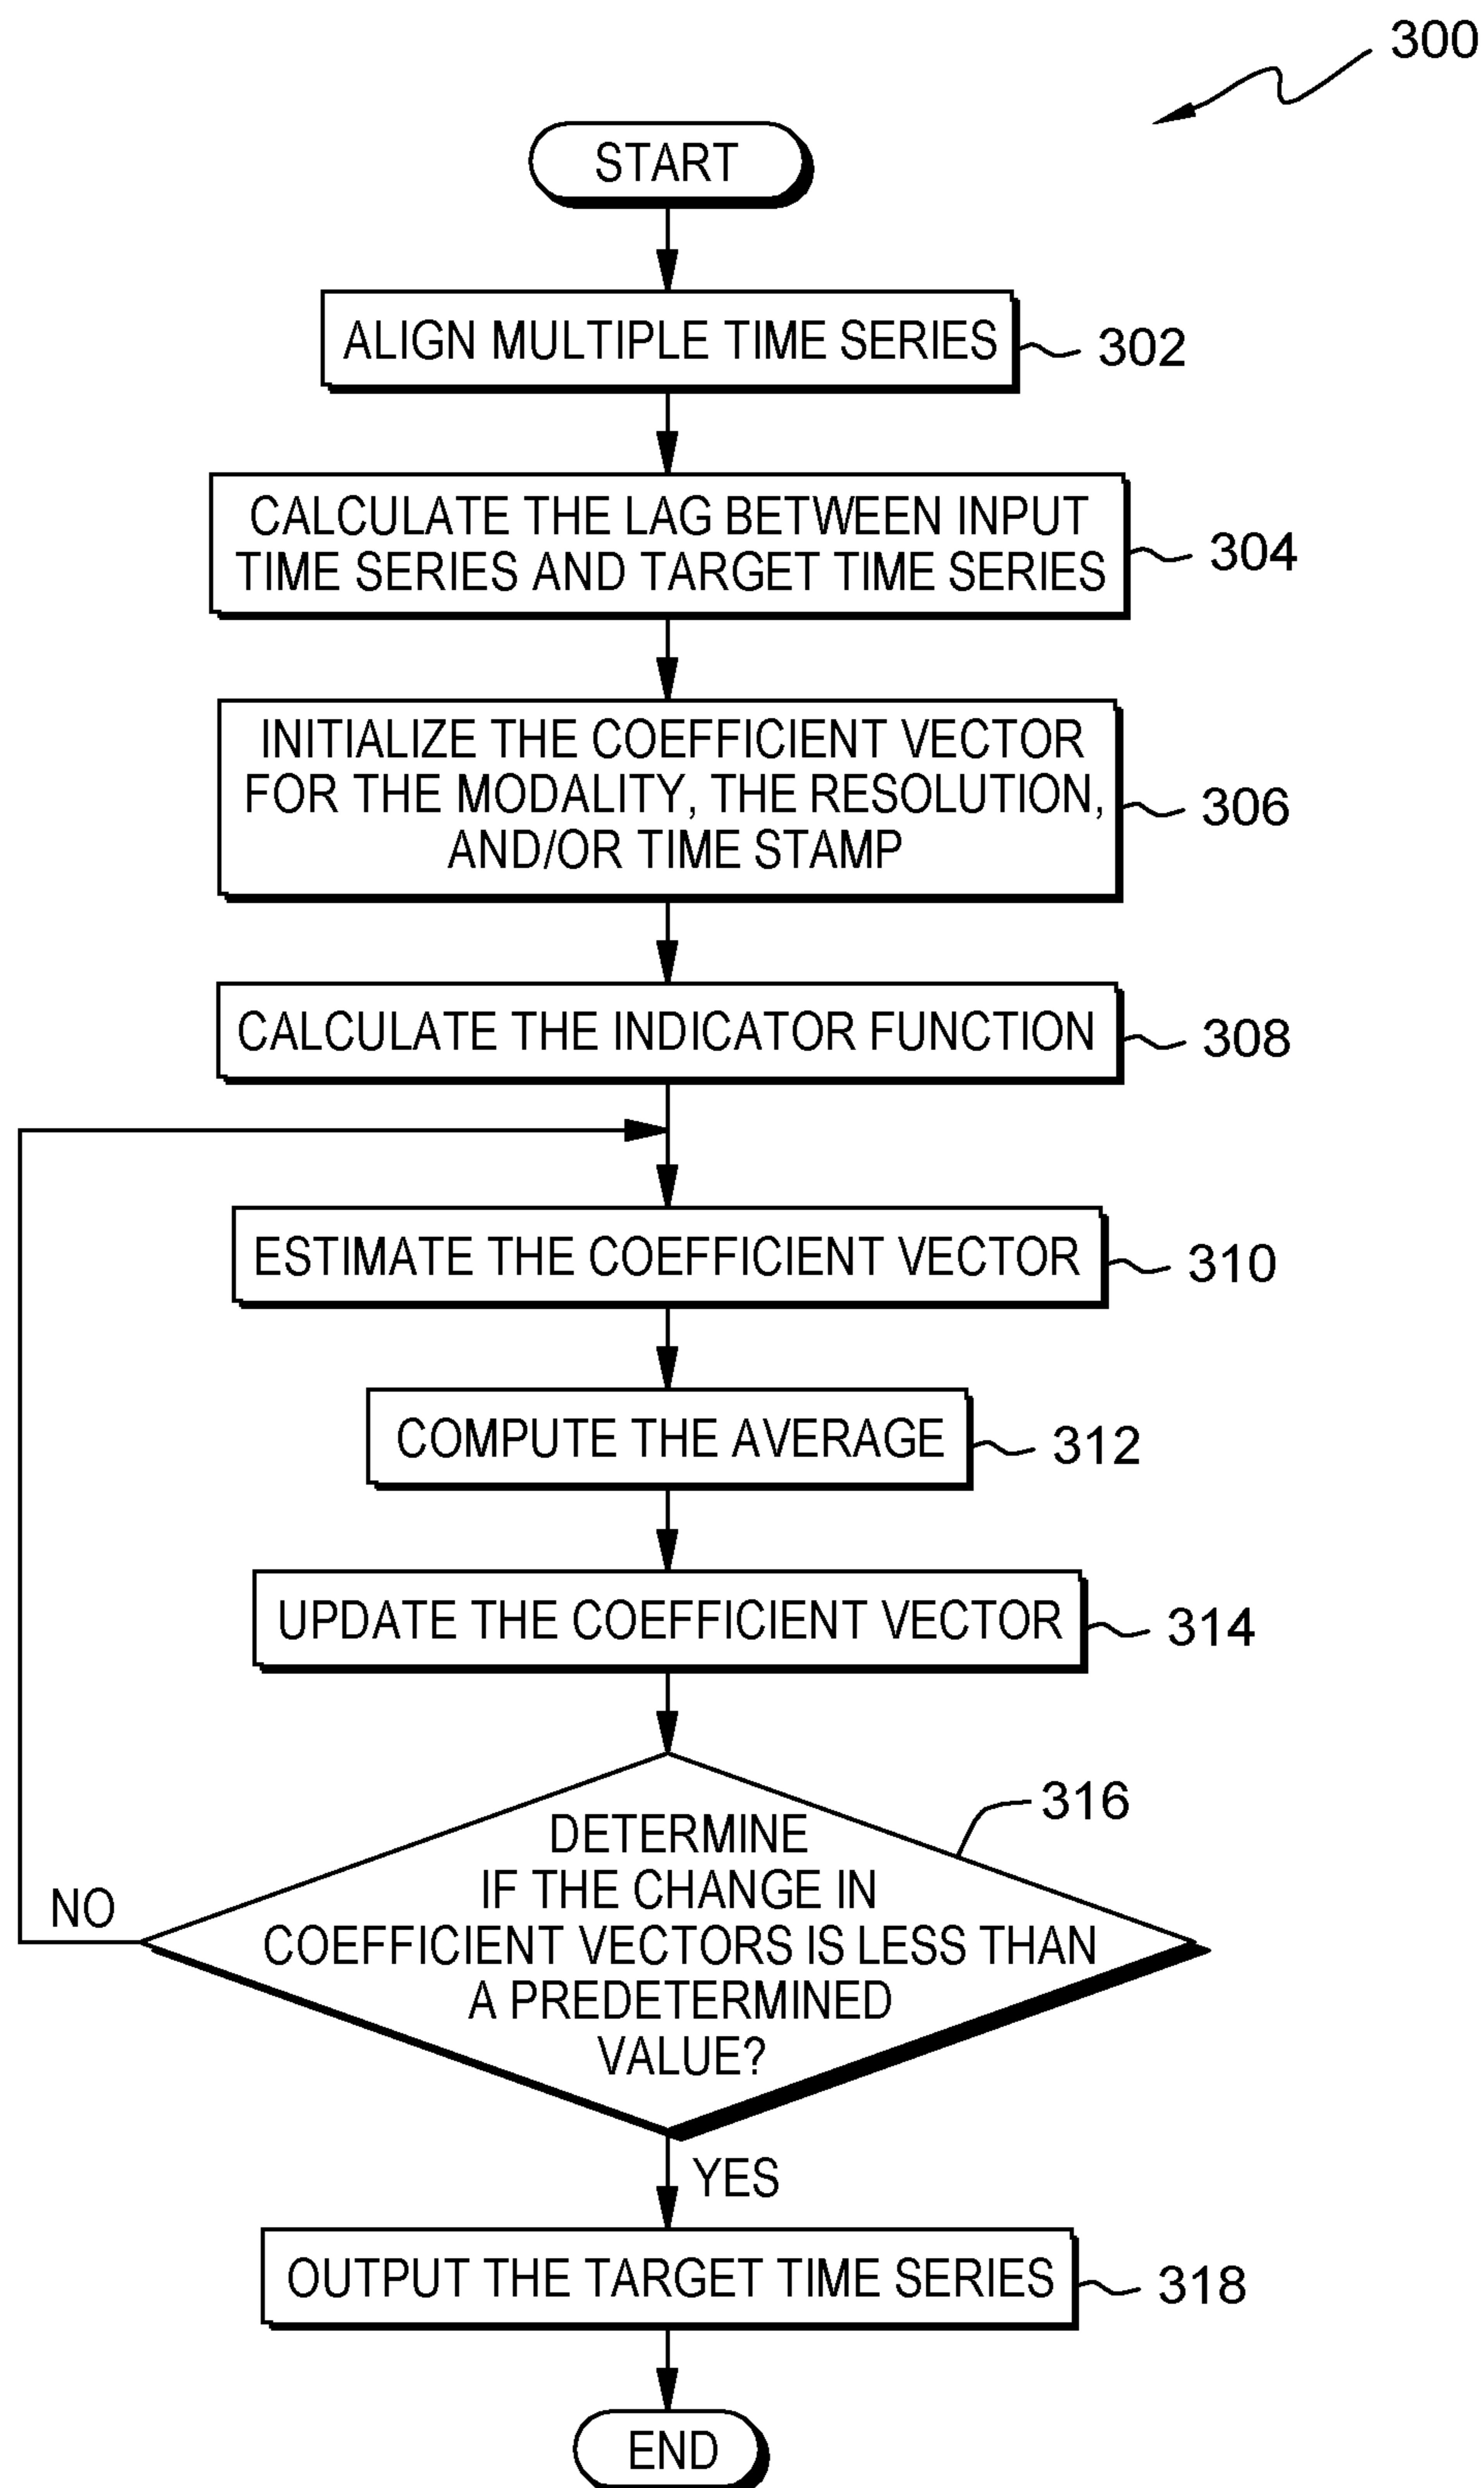 300
START
ALIGN MULTIPLE TIME SERIES
302
CALCULATE THE LAG BETWEEN INPUT
TIME SERIES AND TARGET TIME SERIES
304
INITIALIZE THE COEFFICIENT VECTOR
FOR THE MODALITY, THE RESOLUTION,
AND/OR TIME STAMP
306
CALCULATE THE INDICATOR FUNCTION
308
ESTIMATE THE COEFFICIENT VECTOR
310
COMPUTE THE AVERAGE
312
UPDATE THE COEFFICIENT VECTOR
314
316
DETERMINE
IF THE CHANGE IN
COEFFICIENT VECTORS IS LESS THAN
A PREDETERMINED
VALUE?
NO
YES
OUTPUT THE TARGET TIME SERIES
318
END